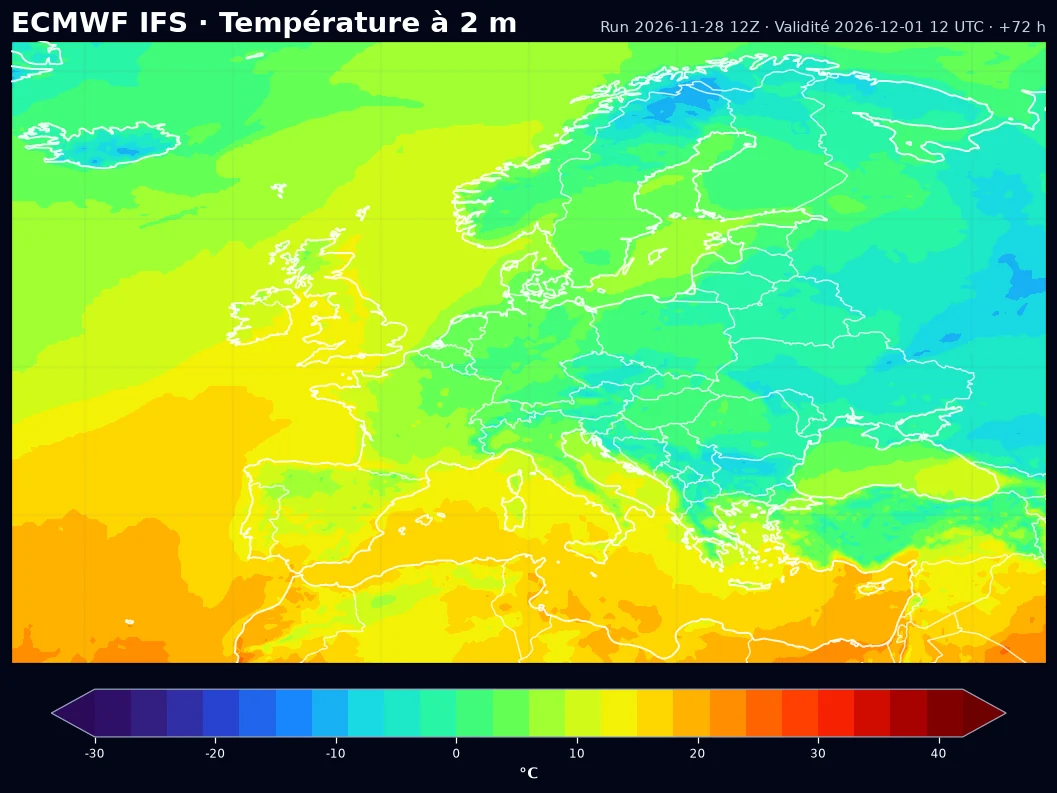 ECMWF IFS · Température à 2 m
Run 2026-11-28 12Z · Validité 2026-12-01 12 UTC · +72 h
-30 -20 -10 0 10 20 30 40
°C